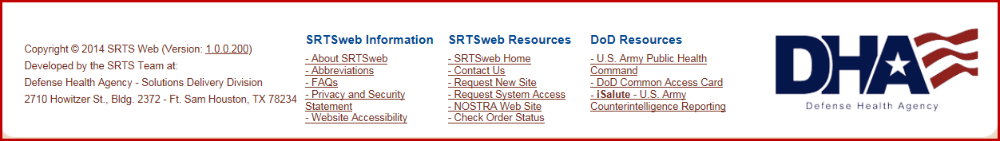 Copyright © 2014 SRTS Web (Version: 1.0.0.200)
Developed by the SRTS Team at:
Defense Health Agency - Solutions Delivery Division
2710 Howitzer St., Bldg. 2372 - Ft. Sam Houston, TX 78234
SRTSweb Information
- About SRTSweb
- Abbreviations
- FAQs
- Privacy and Security
Statement
- Website Accessibility
SRTSweb Resources
- SRTSweb Home
- Contact Us
- Request New Site
- Request System Access
- NOSTRA Web Site
- Check Order Status
DoD Resources
- U.S. Army Public Health
Command
- DoD Common Access Card
- iSalute - U.S. Army
Counterintelligence Reporting
DHA
Defense Health Agency